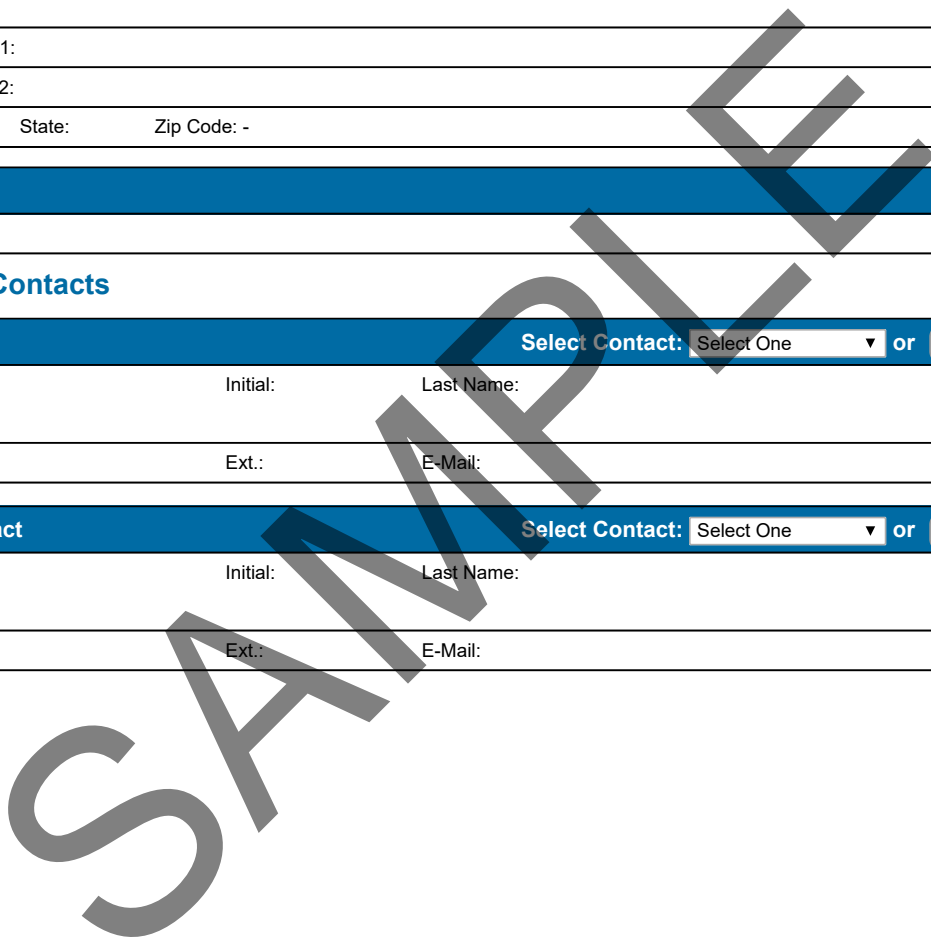 1:
2:
State: Zip Code: -
Contacts
Select Contact: Select One ▼ or
Initial: Last Name:
Ext.: E-Mail:
act Select Contact: Select One ▼ or
Initial: Last Name:
Ext.: E-Mail:
SAMPLE